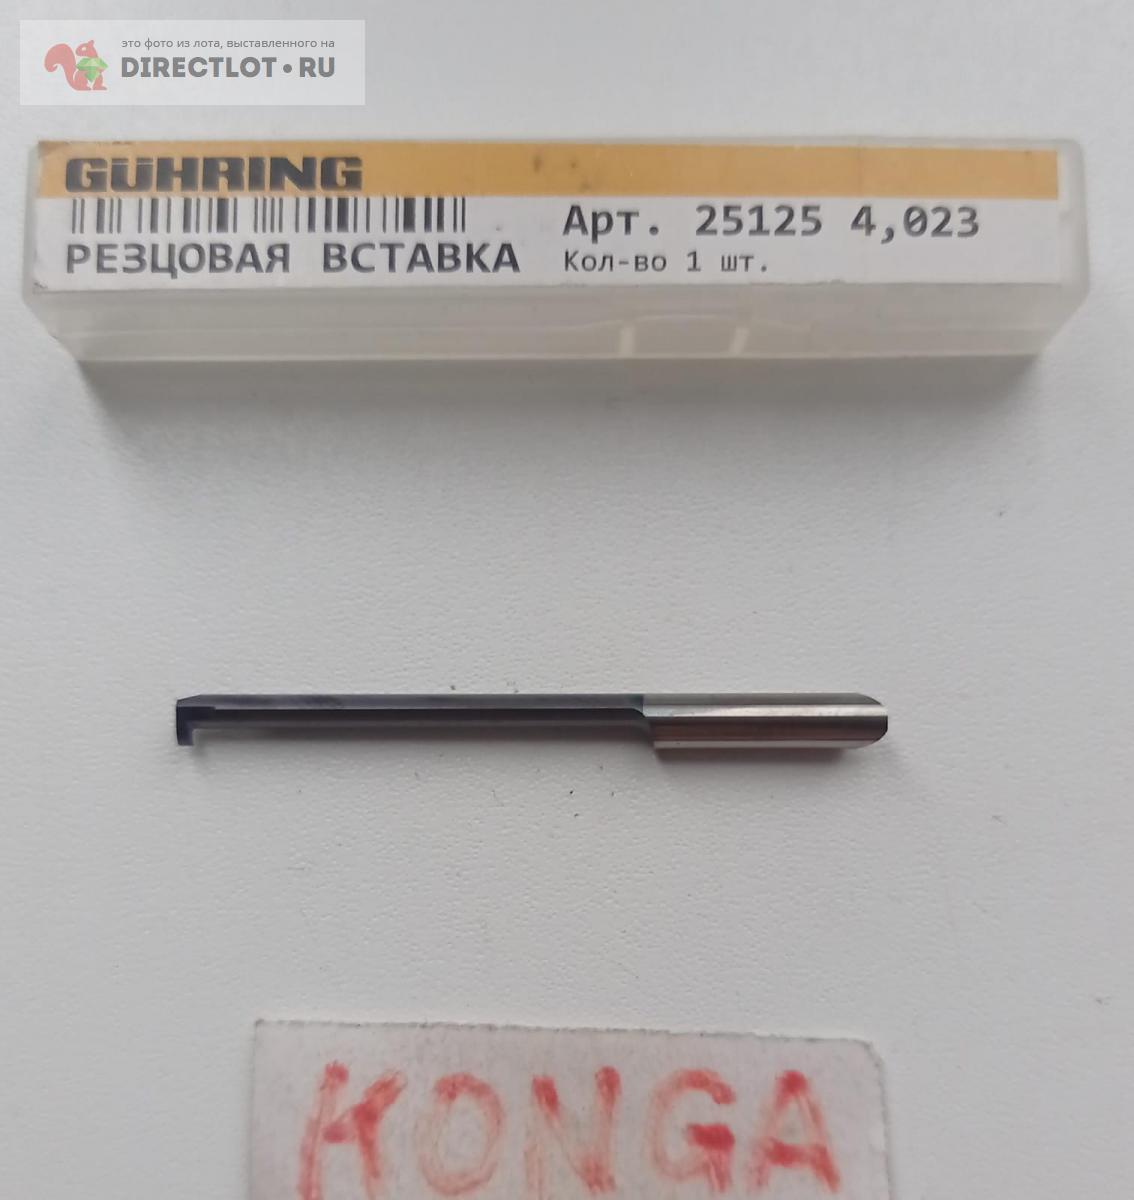 это фото из лота, выставленного на
DIRECTLOT•RU
GÜHRING
РЕЗЦОВАЯ ВСТАВКА
Арт. 25125 4,023
Кол-во 1 шт.
KONGA